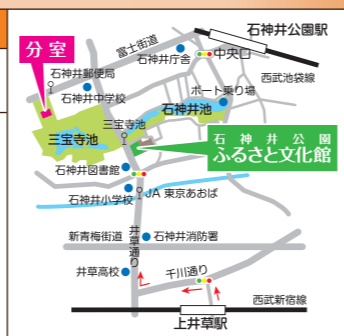 石神井公園駅
分室
富士街道
石神井庁舎
中央口
石神井郵便局
西武池袋線
石神井中学校
ボート乗り場
石神井池
三宝寺池
三宝寺池
石神井公園
ふるさと文化館
石神井図書館
石神井小学校
JA 東京あおば
井草通り
新青梅街道
石神井消防署
井草高校
千川通り
西武新宿線
上井草駅